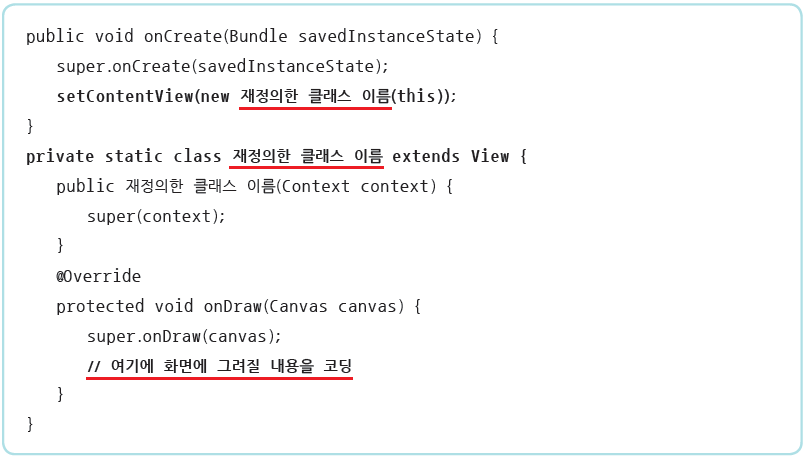 public void onCreate(Bundle savedInstanceState) {
super.onCreate(savedInstanceState);
setContentView(new 재정의한 클래스 이름(this));
}
private static class 재정의한 클래스 이름 extends View {
public 재정의한 클래스 이름(Context context) {
super(context);
}
@Override
protected void onDraw(Canvas canvas) {
super.onDraw(canvas);
// 여기에 화면에 그려질 내용을 코딩
}
}